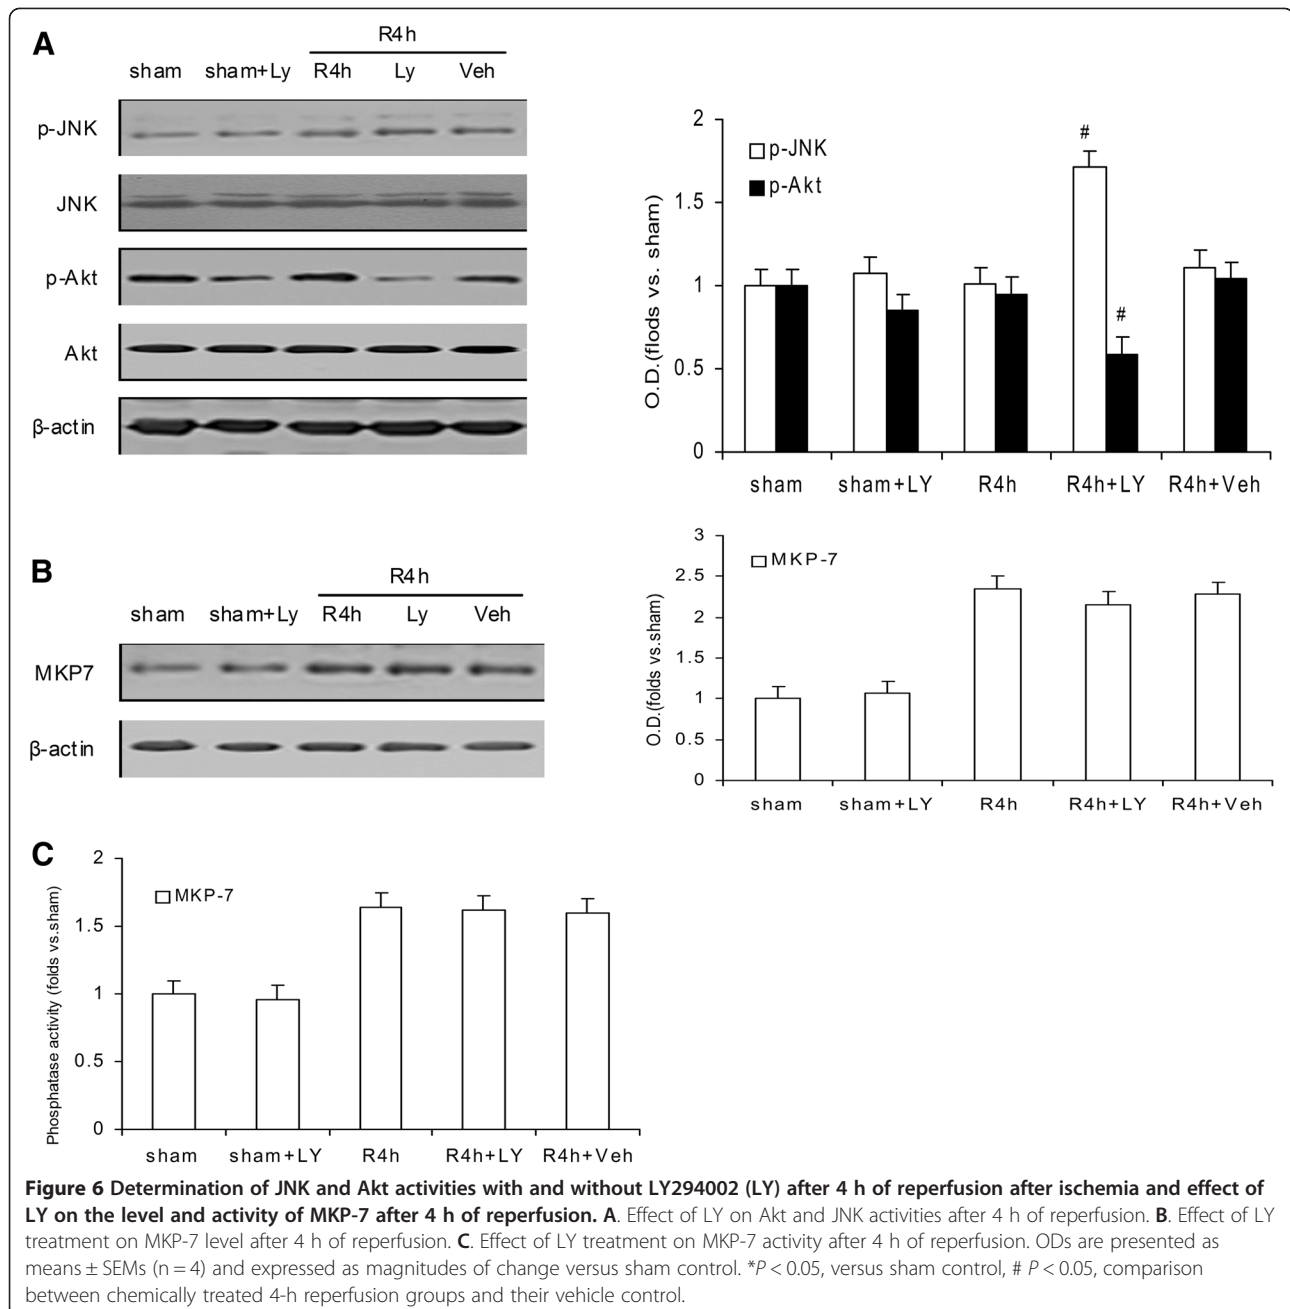 A
R4h
sham sham+Ly R4h Ly Veh
p-JNK
JNK
p-Akt
Akt
β-actin
2
1.5
1
0.5
0
O.D.(flods vs. sham)
p-JNK
p-Akt
#
#
sham sham+LY R4h R4h+LY R4h+Veh
B
R4h
sham sham+Ly R4h Ly Veh
MKP7
β-actin
3
2.5
2
1.5
1
0.5
0
O.D.(folds vs.sham)
MKP-7
sham sham+LY R4h R4h+LY R4h+Veh
C
2
1.5
1
0.5
0
Phosphatase activity (folds vs.sham)
MKP-7
sham sham+LY R4h R4h+LY R4h+Veh
Figure 6 Determination of JNK and Akt activities with and without LY294002 (LY) after 4 h of reperfusion after ischemia and effect of
LY on the level and activity of MKP-7 after 4 h of reperfusion. A. Effect of LY on Akt and JNK activities after 4 h of reperfusion. B. Effect of LY
treatment on MKP-7 level after 4 h of reperfusion. C. Effect of LY treatment on MKP-7 activity after 4 h of reperfusion. ODs are presented as
means ± SEMs (n = 4) and expressed as magnitudes of change versus sham control. *P < 0.05, versus sham control, # P < 0.05, comparison
between chemically treated 4-h reperfusion groups and their vehicle control.